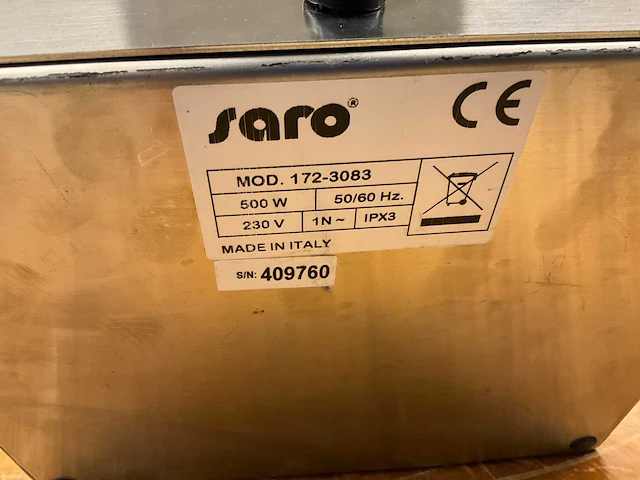 saro®
CE
MOD. 172-3083
500 W 50/60 Hz.
230 V 1N~ IPX3
MADE IN ITALY
S/N: 409760